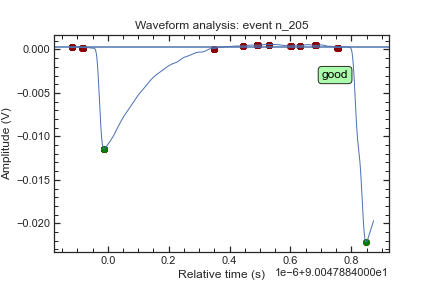 Waveform analysis: event n_205
Amplitude (V)
0.000
−0.005
−0.010
−0.015
−0.020
good
0.0 0.2 0.4 0.6 0.8
Relative time (s)
1e−6+9.0047884000e1